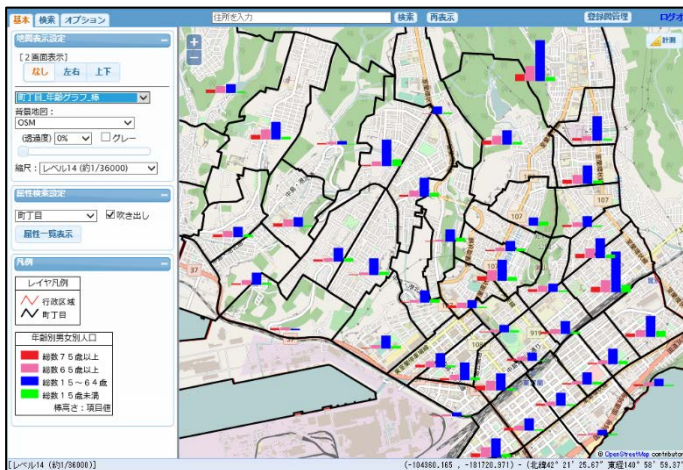 基本 検索 オプション
住所を入力
検索 再表示
登録図管理
ログオ
地図表示設定
[2画面表示]
なし 左右 上下
町丁目_年齢グラフ_棒
背景地図：
OSM
(透過度) 0% グレー
縮尺：レベル14 (約1/36000)
属性検索設定
町丁目 吹き出し
属性一覧表示
凡例
レイヤ凡例
行政区域
町丁目
年齢別男女別人口
総数７５歳以上
総数６５歳以上
総数１５～６４歳
総数１５歳未満
棒高さ：項目値
計測
37
107
107
107
108
919
37
© OpenStreetMap contributor
[レベル14 (約1/36000)]
(-104360.165 , -181720.971) - (北緯42° 21' 25.67" 東経140° 58' 59.37"